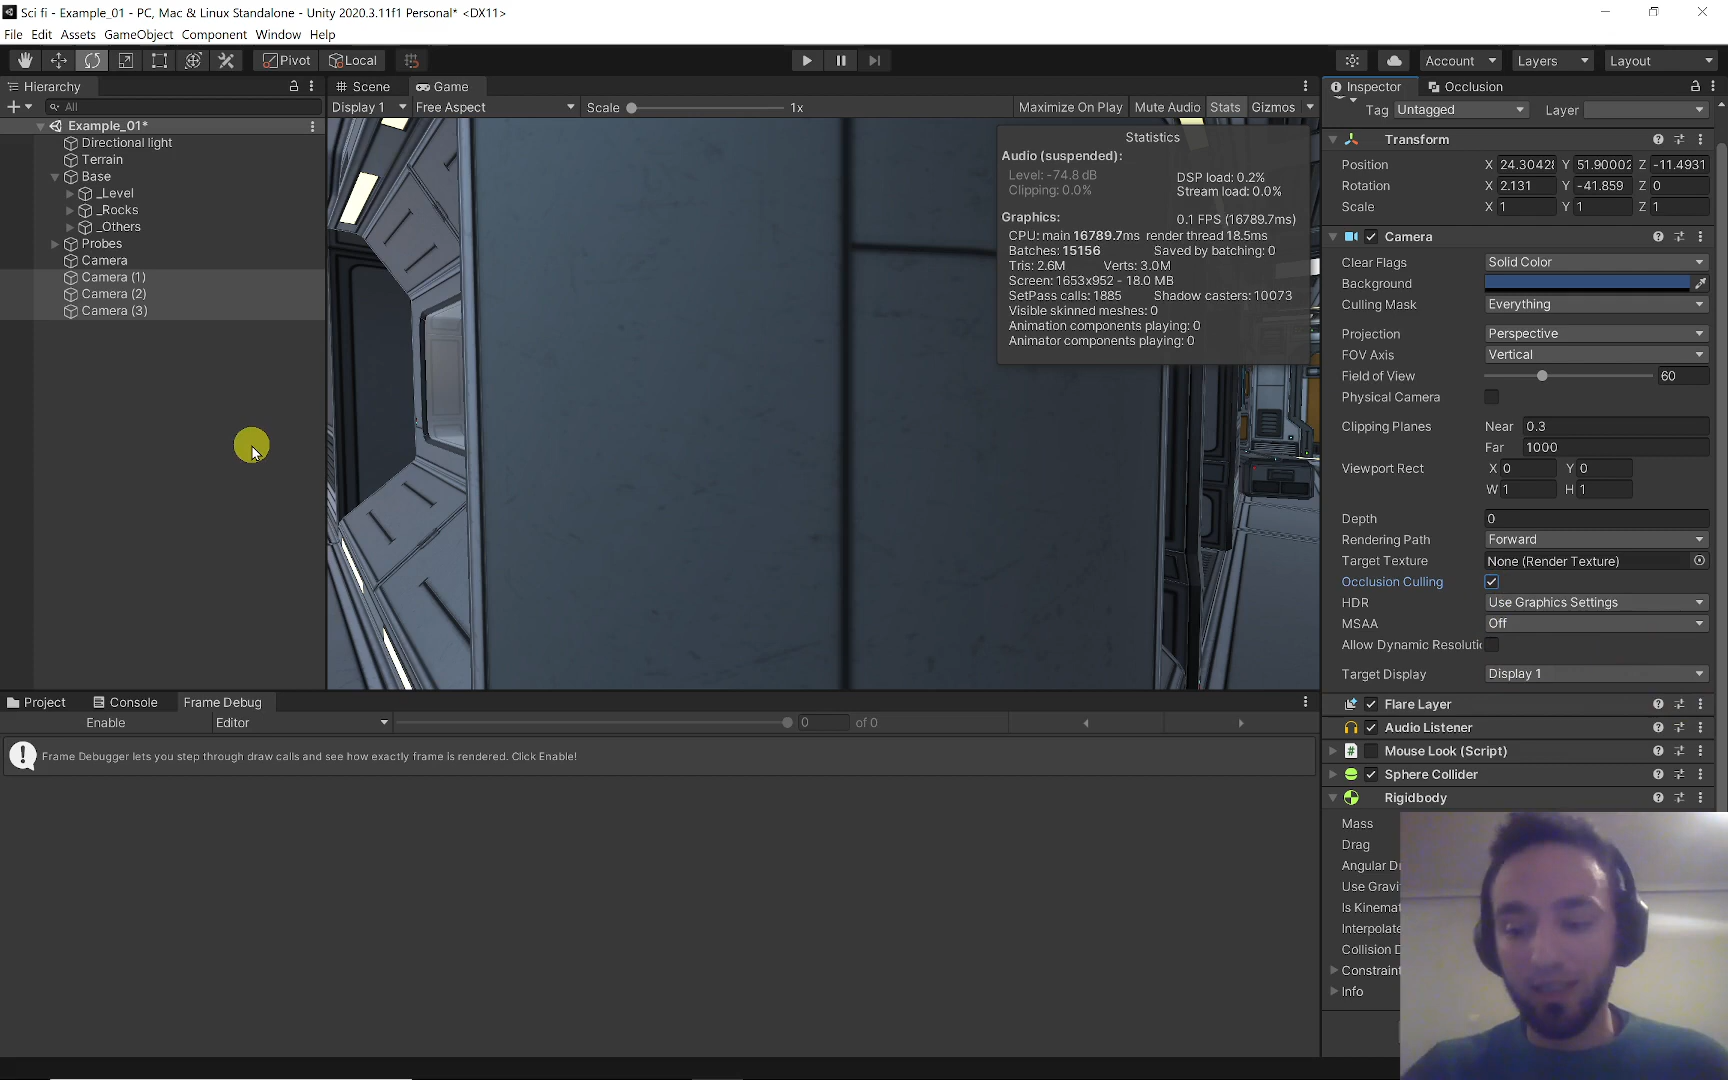 Sci fi - Example_01 - PC, Mac & Linux Standalone - Unity 2020.3.11f1 Personal* <DX11>
File Edit Assets GameObject Component Window Help
Pivot Local Account Layers Layout
Hierarchy
All
Example_01*
Directional light
Terrain
Base
_Level
_Rocks
_Others
Probes
Camera
Camera (1)
Camera (2)
Camera (3)
Scene Game
Display 1 Free Aspect Scale 1x Maximize On Play Mute Audio Stats Gizmos
Statistics
Audio (suspended):
Level: -74.8 dB DSP load: 0.2%
Clipping: 0.0% Stream load: 0.0%
Graphics: 0.1 FPS (16789.7ms)
CPU: main 16789.7ms render thread 18.5ms
Batches: 15156 Saved by batching: 0
Tris: 2.6M Verts: 3.0M
Screen: 1653x952 - 18.0 MB
SetPass calls: 1885 Shadow casters: 10073
Visible skinned meshes: 0
Animation components playing: 0
Animator components playing: 0
Inspector Occlusion
Tag Untagged Layer
Transform
Position X 24.30428 Y 51.90002 Z -11.4931
Rotation X 2.131 Y -41.859 Z 0
Scale X 1 Y 1 Z 1
Camera
Clear Flags Solid Color
Background
Culling Mask Everything
Projection Perspective
FOV Axis Vertical
Field of View 60
Physical Camera
Clipping Planes Near 0.3
Far 1000
Viewport Rect X 0 Y 0
W 1 H 1
Depth 0
Rendering Path Forward
Target Texture None (Render Texture)
Occlusion Culling
HDR Use Graphics Settings
MSAA Off
Allow Dynamic Resolutio
Target Display Display 1
Flare Layer
Audio Listener
# Mouse Look (Script)
Sphere Collider
Rigidbody
Mass
Drag
Angular Dr
Use Gravi
Is Kinemat
Interpolate
Collision D
Constraint
Info
Project Console Frame Debug
Enable Editor 0 of 0
Frame Debugger lets you step through draw calls and see how exactly frame is rendered. Click Enable!